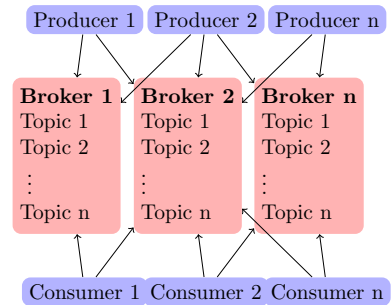 Producer 1 Producer 2 Producer n
Broker 1 Broker 2 Broker n
Topic 1 Topic 1 Topic 1
Topic 2 Topic 2 Topic 2
⋮ ⋮ ⋮
Topic n Topic n Topic n
Consumer 1 Consumer 2 Consumer n